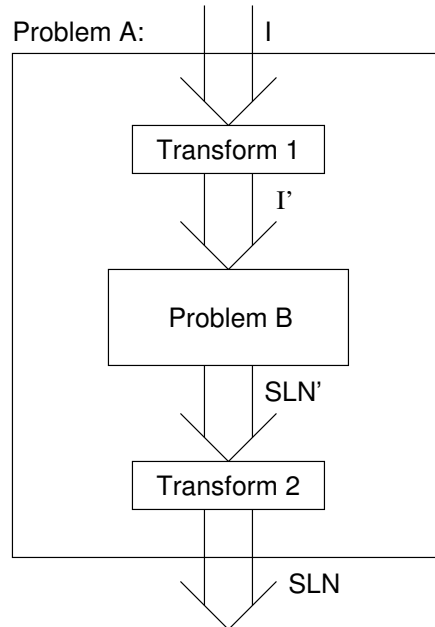 Problem A:
I
Transform 1
I'
Problem B
SLN'
Transform 2
SLN